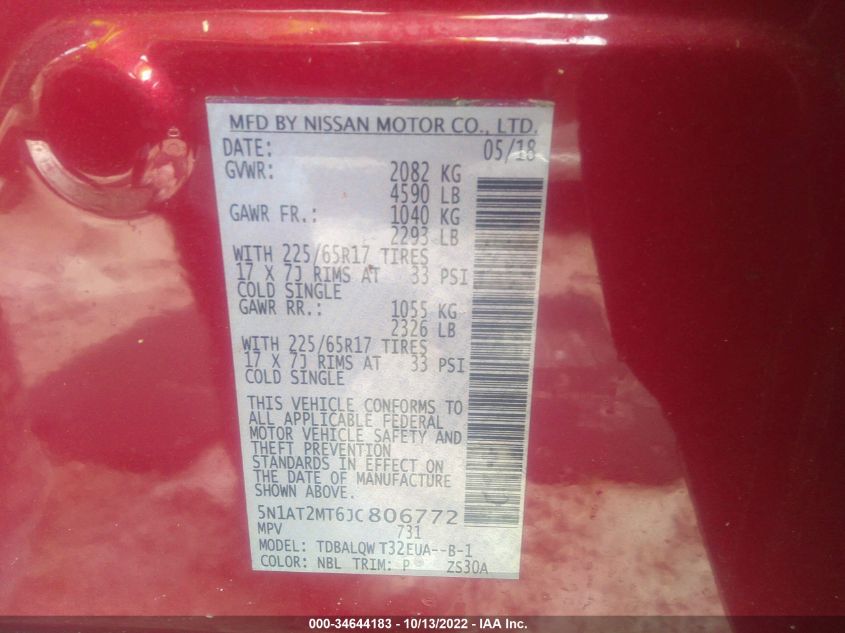 MFD BY NISSAN MOTOR CO., LTD.
DATE: 05/18
GVWR: 2082 KG
4590 LB
GAWR FR.: 1040 KG
2293 LB
WITH 225/65R17 TIRES
17 X 7J RIMS AT 33 PSI
COLD SINGLE
GAWR RR.: 1055 KG
2326 LB
WITH 225/65R17 TIRES
17 X 7J RIMS AT 33 PSI
COLD SINGLE
THIS VEHICLE CONFORMS TO
ALL APPLICABLE FEDERAL
MOTOR VEHICLE SAFETY AND
THEFT PREVENTION
STANDARDS IN EFFECT ON
THE DATE OF MANUFACTURE
SHOWN ABOVE.
5N1AT2MT6JC806772
MPV 731
MODEL: TDBALQW T32EUA--B-1
COLOR: NBL TRIM: P ZS30A
000-34644183 - 10/13/2022 - IAA Inc.